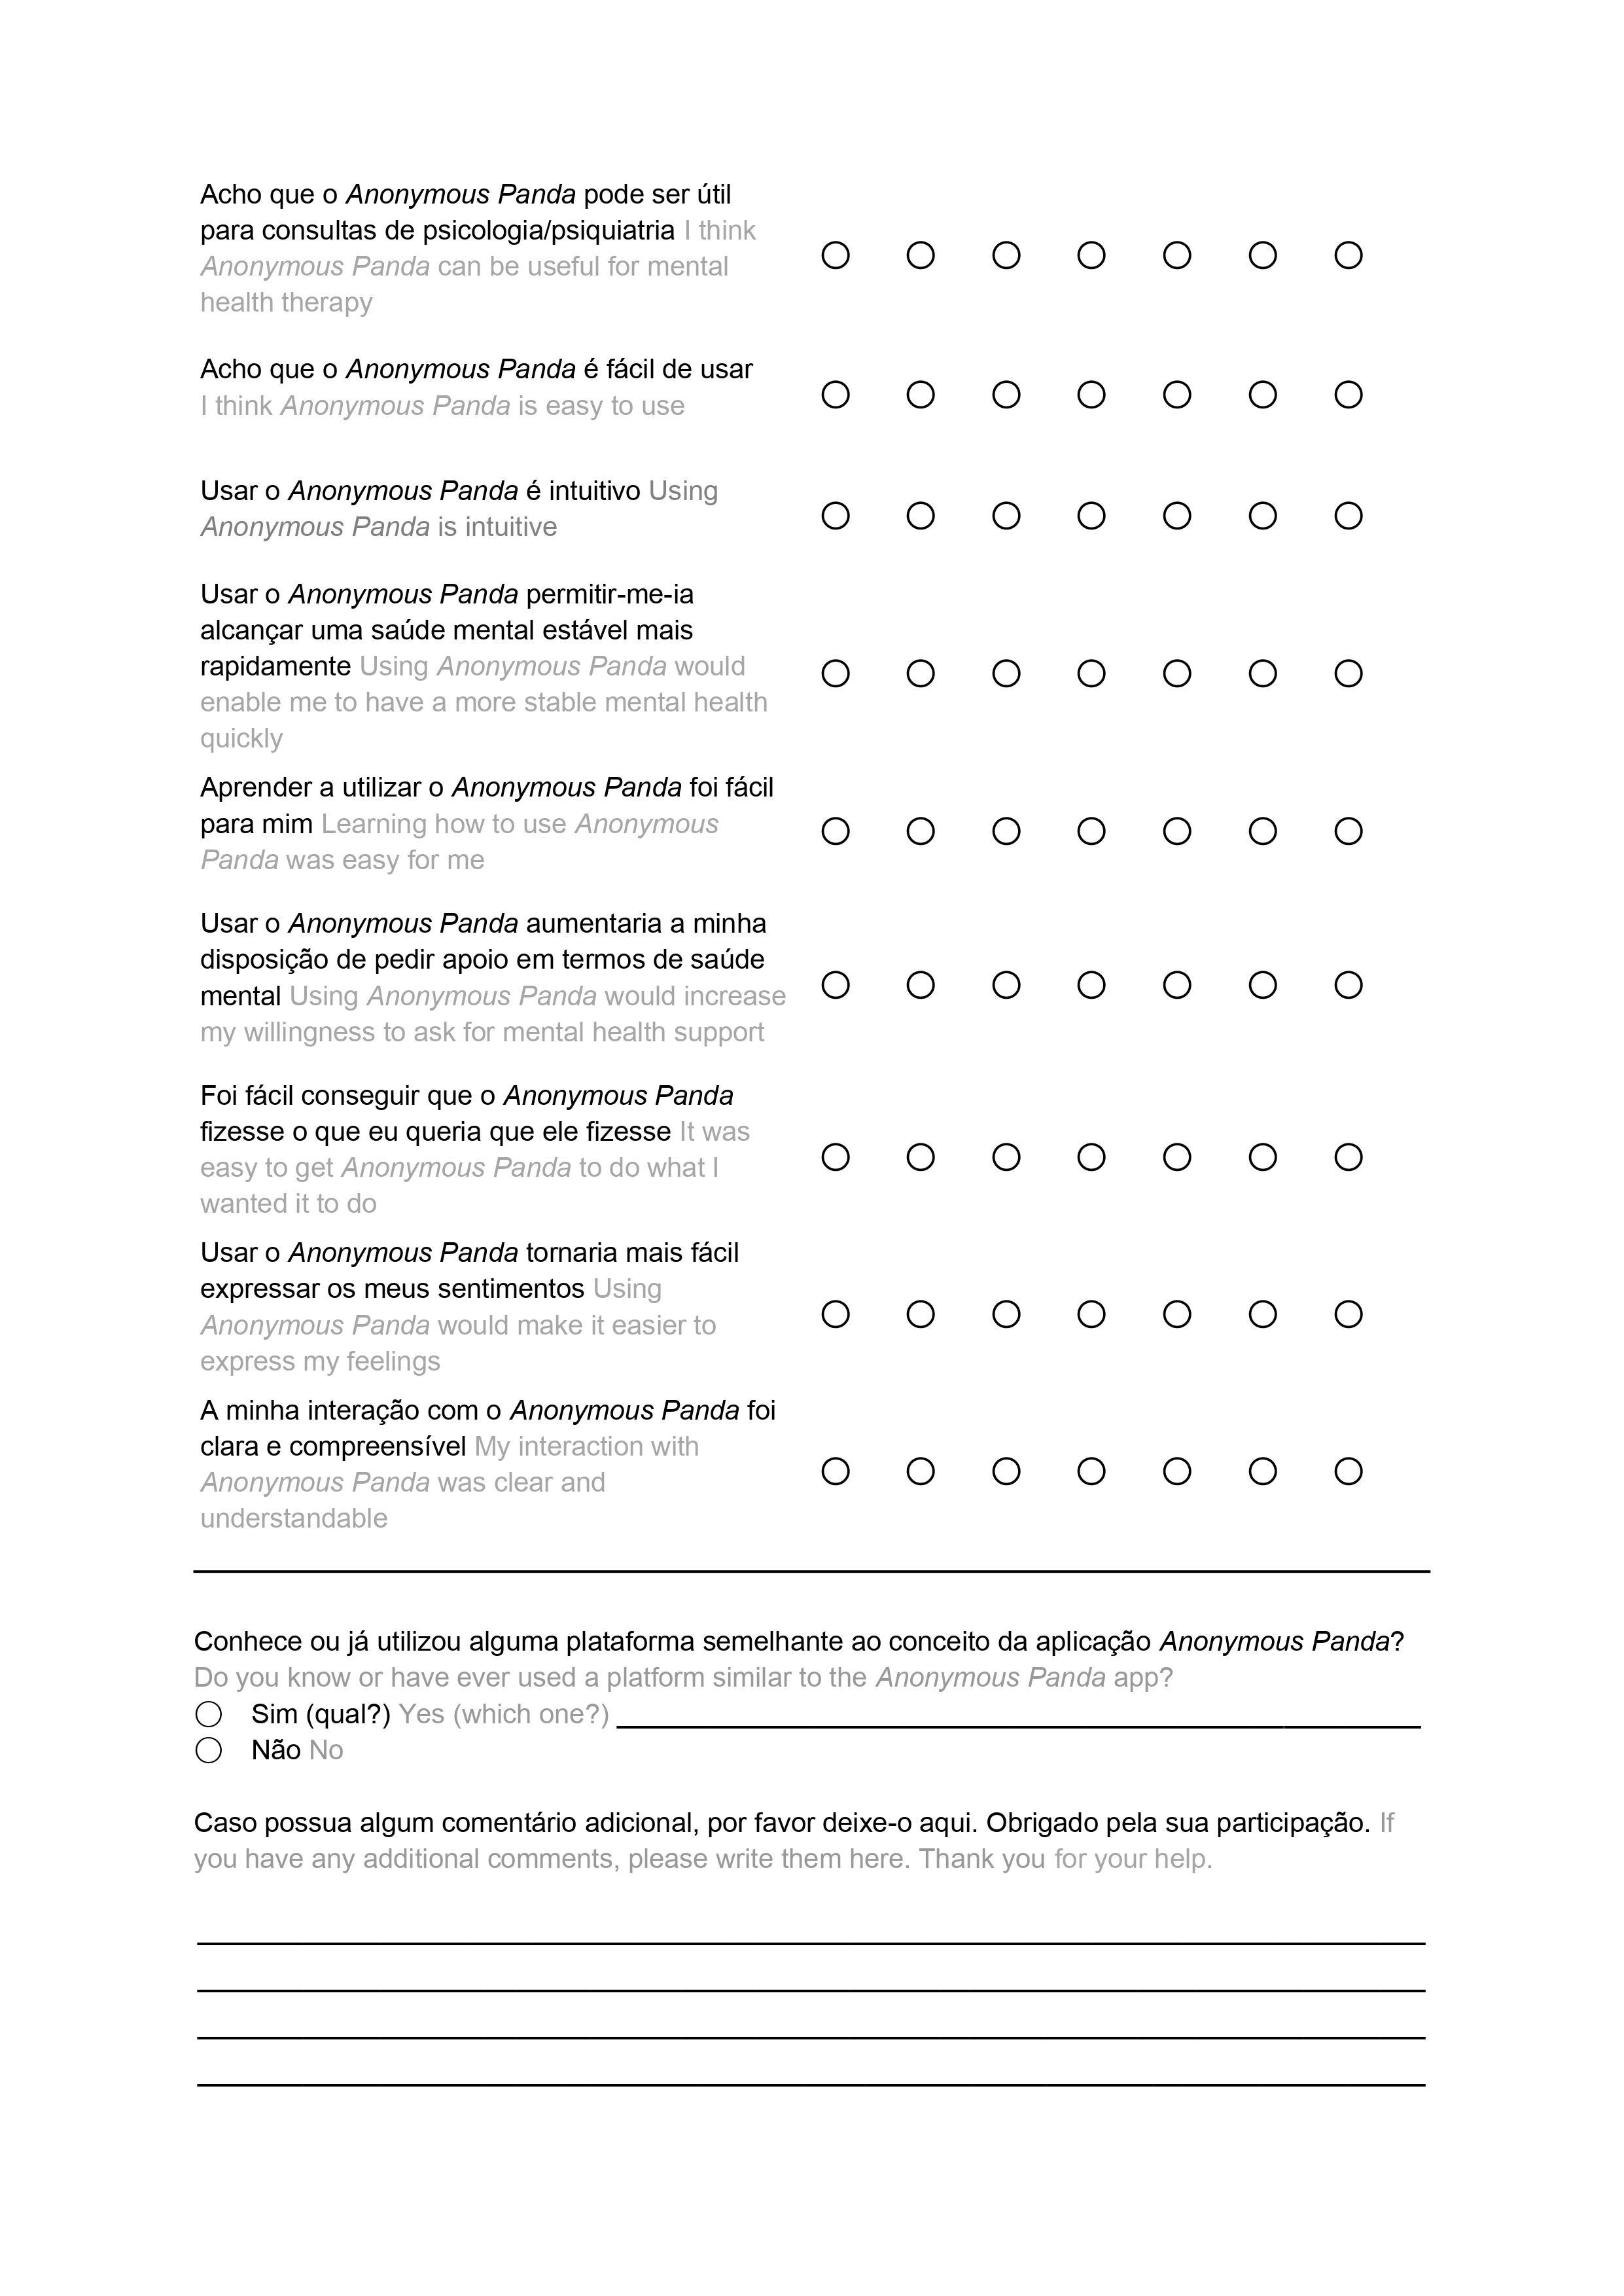 Acho que o Anonymous Panda pode ser útil
para consultas de psicologia/psiquiatria I think
Anonymous Panda can be useful for mental
health therapy
Acho que o Anonymous Panda é fácil de usar
I think Anonymous Panda is easy to use
Usar o Anonymous Panda é intuitivo Using
Anonymous Panda is intuitive
Usar o Anonymous Panda permitir-me-ia
alcançar uma saúde mental estável mais
rapidamente Using Anonymous Panda would
enable me to have a more stable mental health
quickly
Aprender a utilizar o Anonymous Panda foi fácil
para mim Learning how to use Anonymous
Panda was easy for me
Usar o Anonymous Panda aumentaria a minha
disposição de pedir apoio em termos de saúde
mental Using Anonymous Panda would increase
my willingness to ask for mental health support
Foi fácil conseguir que o Anonymous Panda
fizesse o que eu queria que ele fizesse It was
easy to get Anonymous Panda to do what I
wanted it to do
Usar o Anonymous Panda tornaria mais fácil
expressar os meus sentimentos Using
Anonymous Panda would make it easier to
express my feelings
A minha interação com o Anonymous Panda foi
clara e compreensível My interaction with
Anonymous Panda was clear and
understandable
Conhece ou já utilizou alguma plataforma semelhante ao conceito da aplicação Anonymous Panda?
Do you know or have ever used a platform similar to the Anonymous Panda app?
Sim (qual?) Yes (which one?)
Não No
Caso possua algum comentário adicional, por favor deixe-o aqui. Obrigado pela sua participação. If
you have any additional comments, please write them here. Thank you for your help.